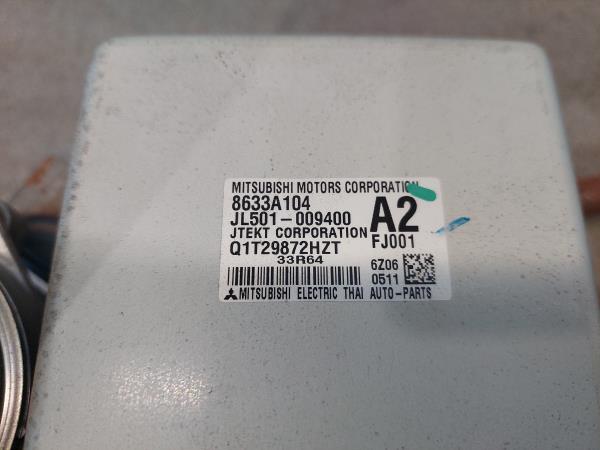 MITSUBISHI MOTORS CORPORATION
8633A104
JL501-009400 A2
JTEKT CORPORATION FJ001
Q1T29872HZT
33R64 6Z06
0511
MITSUBISHI ELECTRIC THAI AUTO-PARTS